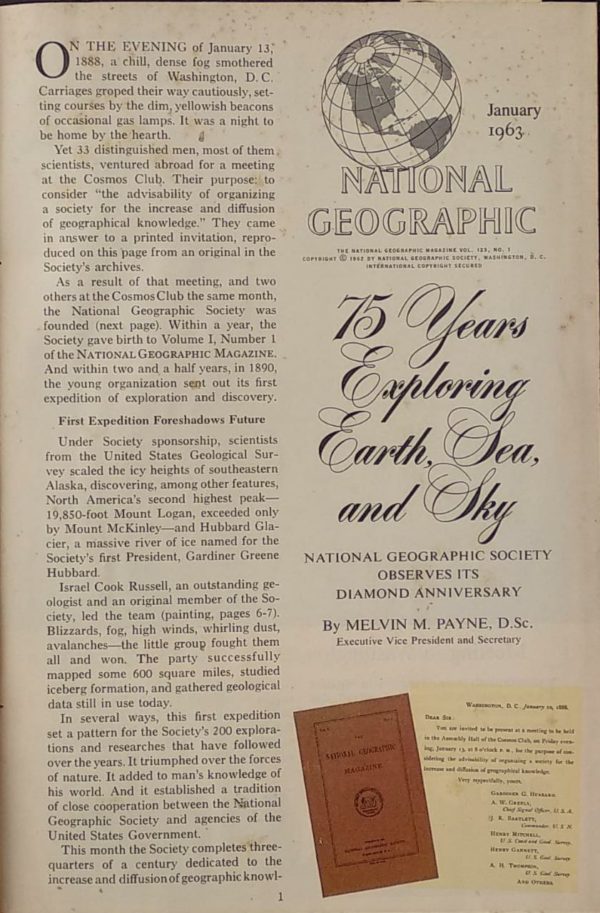 ON THE EVENING of January 13,
1888, a chill, dense fog smothered
the streets of Washington, D. C.
Carriages groped their way cautiously, set-
ting courses by the dim, yellowish beacons
of occasional gas lamps. It was a night to
be home by the hearth.
Yet 33 distinguished men, most of them
scientists, ventured abroad for a meeting
at the Cosmos Club. Their purpose: to
consider “the advisability of organizing
a society for the increase and diffusion
of geographical knowledge.” They came
in answer to a printed invitation, repro-
duced on this page from an original in the
Society's archives.
As a result of that meeting, and two
others at the Cosmos Club the same month,
the National Geographic Society was
founded (next page). Within a year, the
Society gave birth to Volume I, Number 1
of the NATIONAL GEOGRAPHIC MAGAZINE.
And within two and a half years, in 1890,
the young organization sent out its first
expedition of exploration and discovery.
First Expedition Foreshadows Future
Under Society sponsorship, scientists
from the United States Geological Sur-
vey scaled the icy heights of southeastern
Alaska, discovering, among other features,
North America's second highest peak—
19,850-foot Mount Logan, exceeded only
by Mount McKinley—and Hubbard Gla-
cier, a massive river of ice named for the
Society's first President, Gardiner Greene
Hubbard.
Israel Cook Russell, an outstanding ge-
ologist and an original member of the So-
ciety, led the team (painting, pages 6-7).
Blizzards, fog, high winds, whirling dust,
avalanches—the little group fought them
all and won. The party successfully
mapped some 600 square miles, studied
iceberg formation, and gathered geological
data still in use today.
In several ways, this first expedition
set a pattern for the Society's 200 explora-
tions and researches that have followed
over the years. It triumphed over the forces
of nature. It added to man's knowledge of
his world. And it established a tradition
of close cooperation between the National
Geographic Society and agencies of the
United States Government.
This month the Society completes three-
quarters of a century dedicated to the
increase and diffusion of geographic knowl-
January
1963
NATIONAL
GEOGRAPHIC
THE NATIONAL GEOGRAPHIC MAGAZINE VOL. 123, NO. 1
COPYRIGHT © 1962 BY NATIONAL GEOGRAPHIC SOCIETY, WASHINGTON, D. C.
INTERNATIONAL COPYRIGHT SECURED
75 Years
Exploring
Earth, Sea,
and Sky
NATIONAL GEOGRAPHIC SOCIETY
OBSERVES ITS
DIAMOND ANNIVERSARY
By MELVIN M. PAYNE, D.Sc.
Executive Vice President and Secretary
THE
NATIONAL GEOGRAPHIC
MAGAZINE
WASHINGTON, D. C., January 10, 1888.
DEAR SIR:
You are invited to be present at a meeting to be held
in the Assembly Hall of the Cosmos Club, on Friday even-
ing, January 13, at 8 o'clock P. M., for the purpose of con-
sidering the advisability of organizing a society for the
increase and diffusion of geographical knowledge.
Very respectfully, yours,
GARDINER G. HUBBARD.
A. W. GREELY,
Chief Signal Officer, U. S. A.
J. R. BARTLETT,
Commander, U. S. N.
HENRY MITCHELL,
U. S. Coast and Geod. Survey.
HENRY GANNETT,
U. S. Geol. Survey.
A. H. THOMPSON,
U. S. Geol. Survey
AND OTHERS.
1